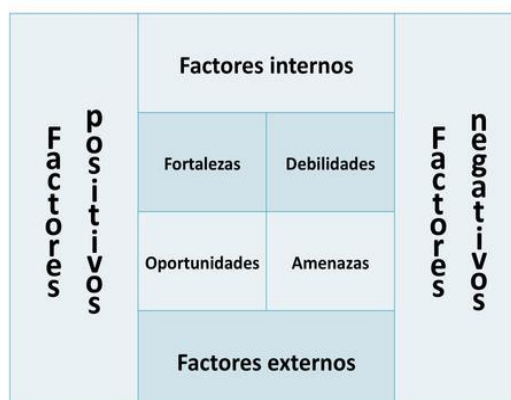 Factores internos
Factores
positivos
Fortalezas
Debilidades
Factores
negativos
Oportunidades
Amenazas
Factores externos